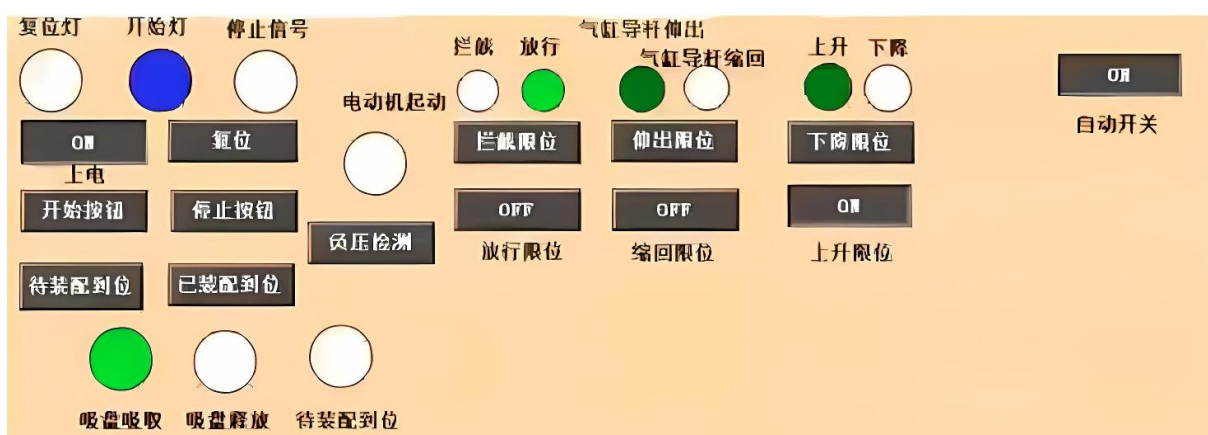 复位灯 开始灯 停止信号 气缸导杆伸出
拦截 放行 气缸导杆缩回 上升 下降
电动机起动 ON
自动开关
ON 复位 拦截限位 伸出限位 下降限位
上电
开始按钮 停止按钮 OFF OFF ON
负压检测 放行限位 缩回限位 上升限位
待装配到位 已装配到位
吸盘吸取 吸盘释放 待装配到位